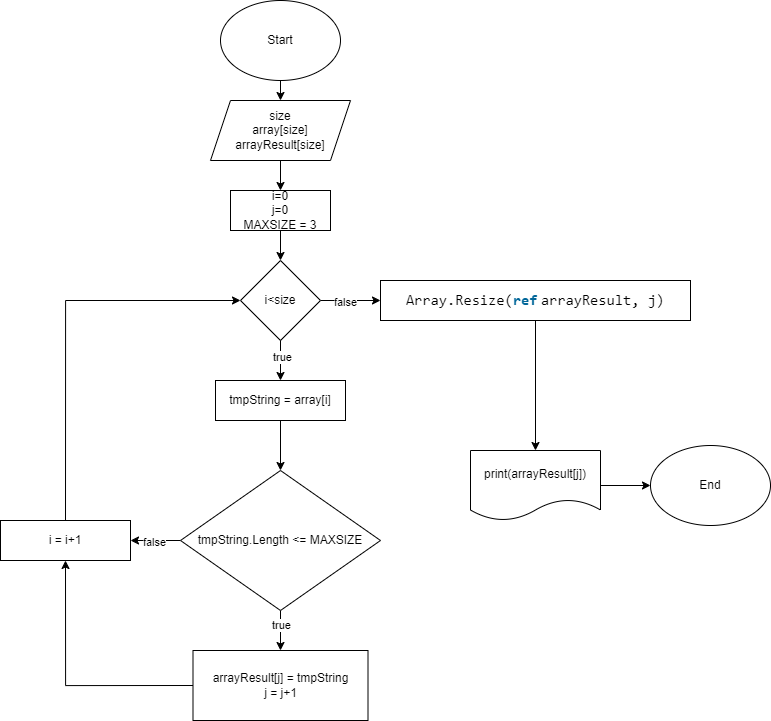 Start
size
array[size]
arrayResult[size]
i=0
j=0
MAXSIZE = 3
i<size
false
Array.Resize(ref arrayResult, j)
true
tmpString = array[i]
print(arrayResult[j])
End
tmpString.Length <= MAXSIZE
false
i = i+1
true
arrayResult[j] = tmpString
j = j+1